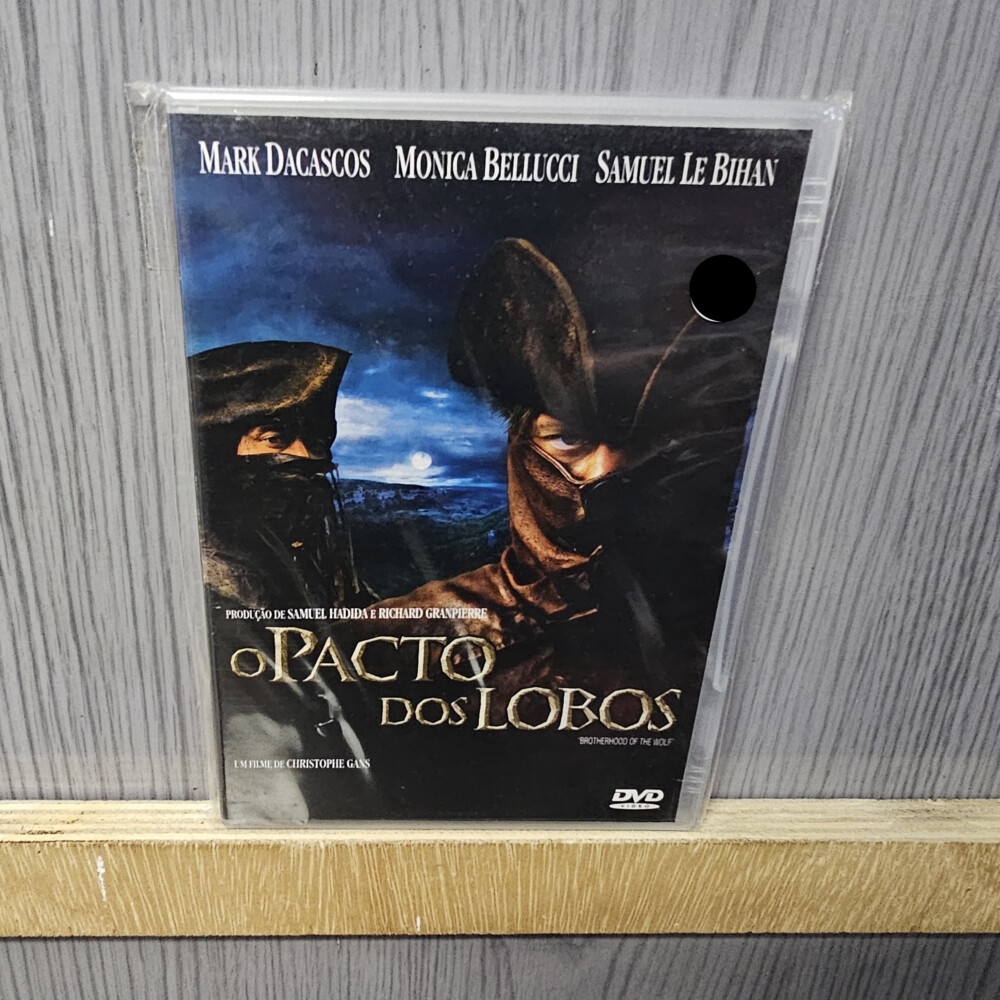 MARK DACASCOS MONICA BELLUCCI SAMUEL LE BIHAN
PRODUÇÃO DE SAMUEL HADIDA E RICHARD GRANPIERRE
O PACTO
DOS LOBOS
"BROTHERHOOD OF THE WOLF"
UM FILME DE CHRISTOPHE GANS
DVD
VIDEO